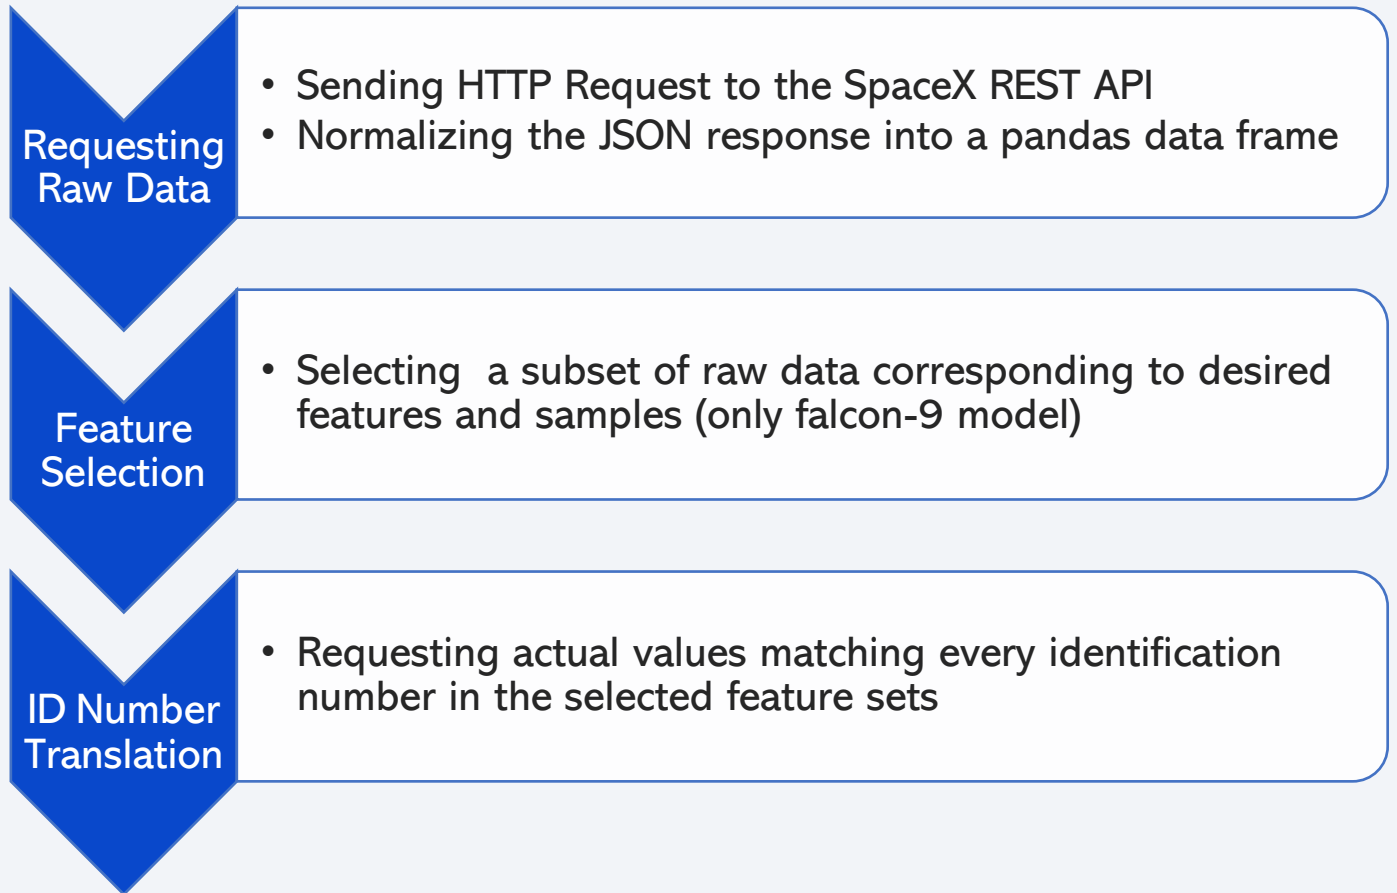 Requesting
Raw Data
• Sending HTTP Request to the SpaceX REST API
• Normalizing the JSON response into a pandas data frame
Feature
Selection
• Selecting  a subset of raw data corresponding to desired
features and samples (only falcon-9 model)
ID Number
Translation
• Requesting actual values matching every identification
number in the selected feature sets